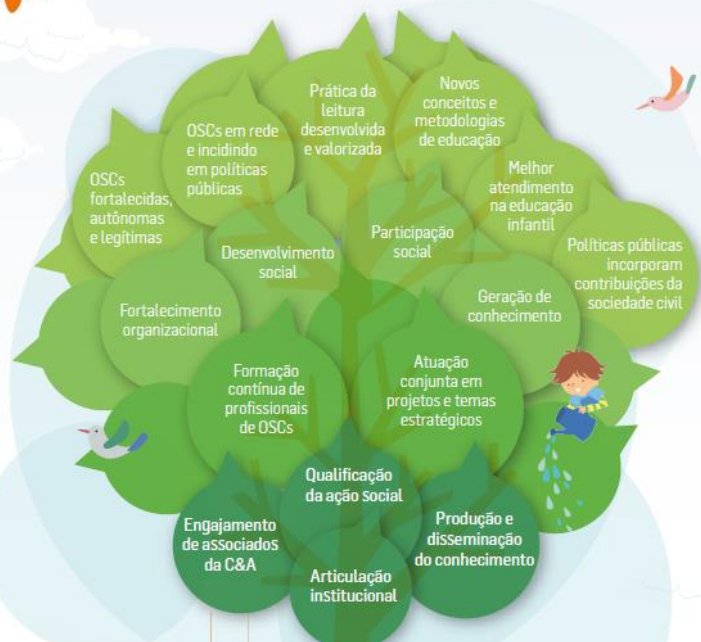 Prática da
leitura
desenvolvida
e valorizada
Novos
conceitos e
metodologias
de educação
OSCs em rede
e incidindo
em políticas
públicas
Melhor
atendimento
na educação
infantil
OSCs
fortalecidas,
autônomas
e legítimas
Políticas públicas
incorporam
contribuições da
sociedade civil
Desenvolvimento
social
Participação
social
Fortalecimento
organizacional
Geração de
conhecimento
Formação
contínua de
profissionais
de OSCs
Atuação
conjunta em
projetos e temas
estratégicos
Qualificação
da ação social
Engajamento
de associados
da C&A
Produção e
disseminação
do conhecimento
Articulação
institucional